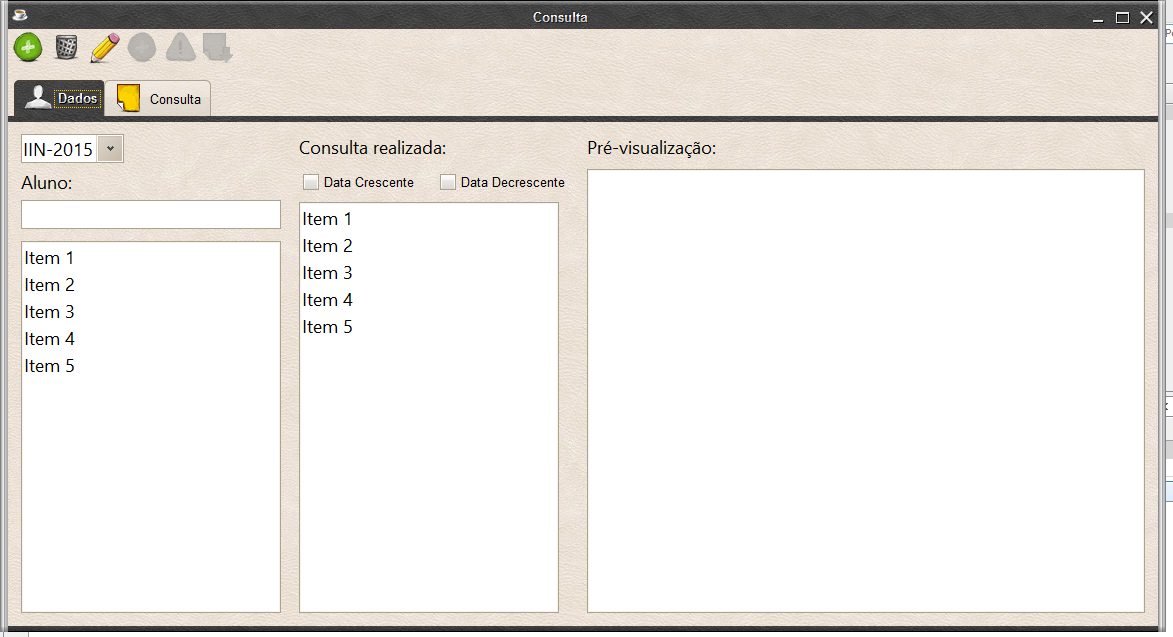 Consulta
Dados
Consulta
IIN-2015
Aluno:
Item 1
Item 2
Item 3
Item 4
Item 5
Consulta realizada:
Data Crescente
Data Decrescente
Item 1
Item 2
Item 3
Item 4
Item 5
Pré-visualização: